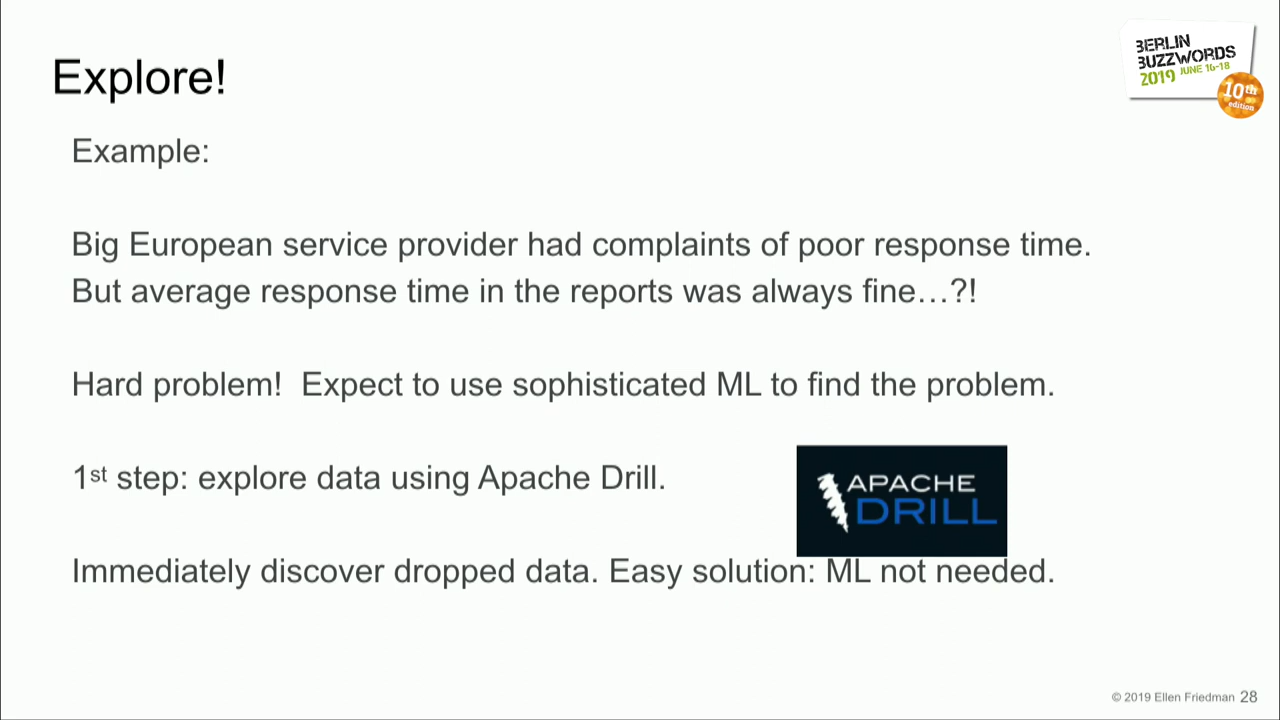 Explore!
BERLIN
BUZZWORDS
2019 JUNE 16-18
10th
edition
Example:
Big European service provider had complaints of poor response time.
But average response time in the reports was always fine…?!
Hard problem!  Expect to use sophisticated ML to find the problem.
1st step: explore data using Apache Drill.
APACHE
DRILL
Immediately discover dropped data. Easy solution: ML not needed.
© 2019 Ellen Friedman 28